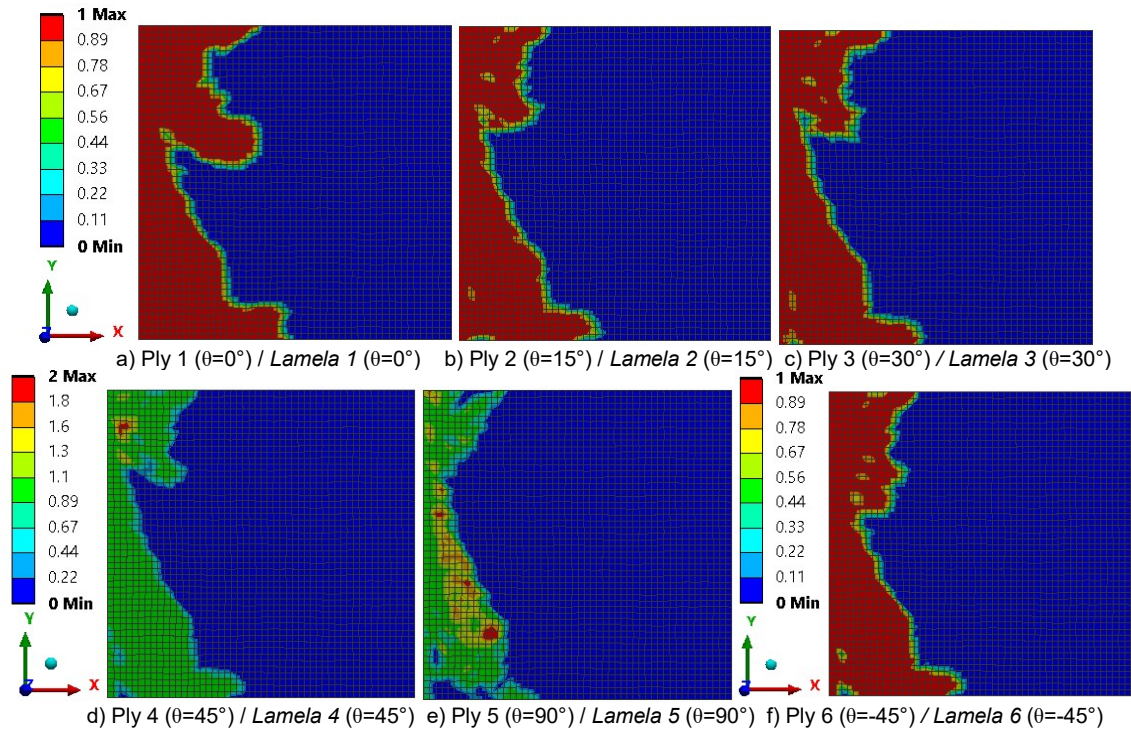 1 Max
0.89
0.78
0.67
0.56
0.44
0.33
0.22
0.11
0 Min
Y
Z
X
a) Ply 1 (θ=0°) / Lamela 1 (θ=0°)
b) Ply 2 (θ=15°) / Lamela 2 (θ=15°)
c) Ply 3 (θ=30°) / Lamela 3 (θ=30°)
2 Max
1.8
1.6
1.3
1.1
0.89
0.67
0.44
0.22
0 Min
Y
Z
X
1 Max
0.89
0.78
0.67
0.56
0.44
0.33
0.22
0.11
0 Min
Y
Z
X
d) Ply 4 (θ=45°) / Lamela 4 (θ=45°)
e) Ply 5 (θ=90°) / Lamela 5 (θ=90°)
f) Ply 6 (θ=-45°) / Lamela 6 (θ=-45°)